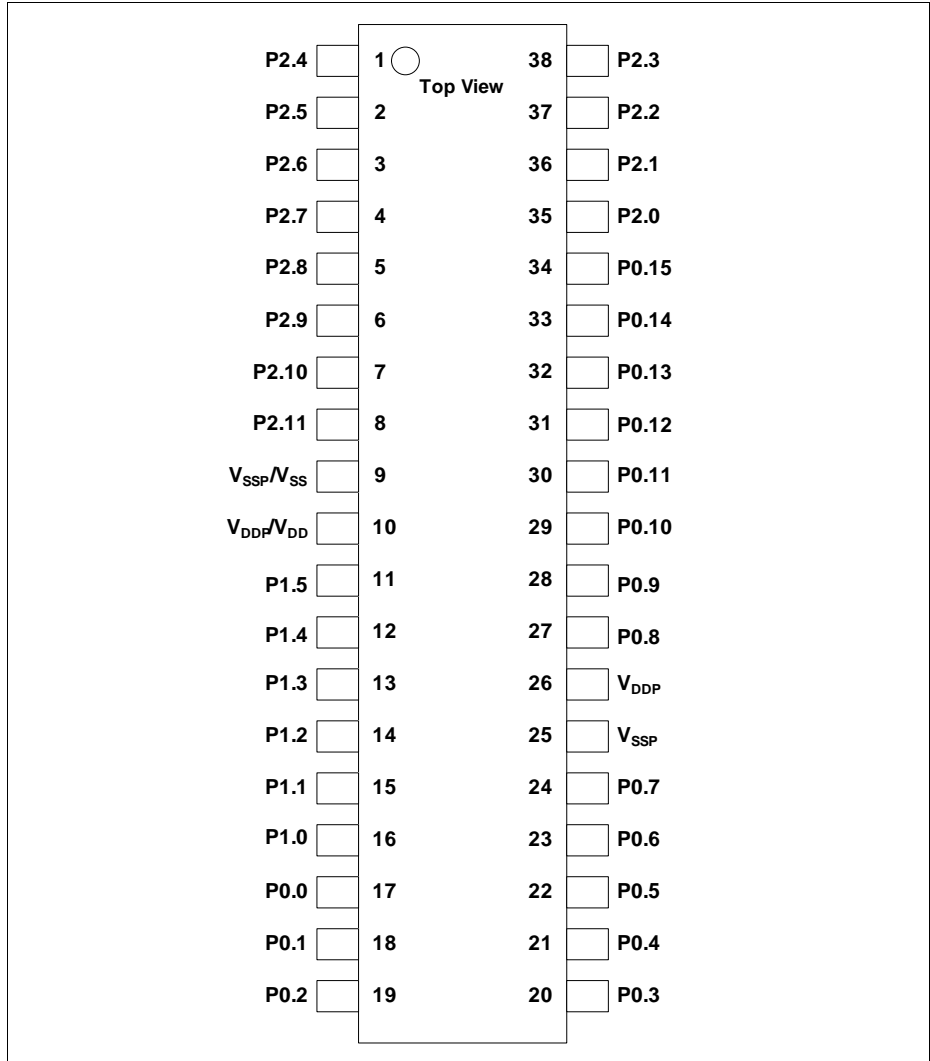 P2.4 1 38 P2.3
Top View
P2.5 2 37 P2.2
P2.6 3 36 P2.1
P2.7 4 35 P2.0
P2.8 5 34 P0.15
P2.9 6 33 P0.14
P2.10 7 32 P0.13
P2.11 8 31 P0.12
VSSP/VSS 9 30 P0.11
VDDP/VDD 10 29 P0.10
P1.5 11 28 P0.9
P1.4 12 27 P0.8
P1.3 13 26 VDDP
P1.2 14 25 VSSP
P1.1 15 24 P0.7
P1.0 16 23 P0.6
P0.0 17 22 P0.5
P0.1 18 21 P0.4
P0.2 19 20 P0.3